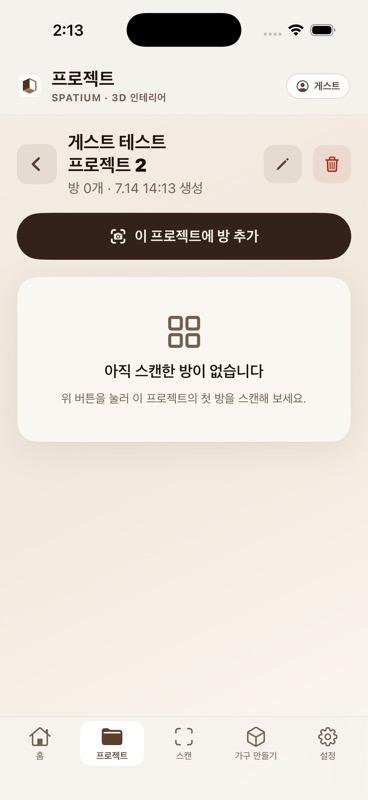 2:13
프로젝트
SPATIUM · 3D 인테리어
게스트
게스트 테스트
프로젝트 2
방 0개 · 7.14 14:13 생성
이 프로젝트에 방 추가
아직 스캔한 방이 없습니다
위 버튼을 눌러 이 프로젝트의 첫 방을 스캔해 보세요.
홈
프로젝트
스캔
가구 만들기
설정